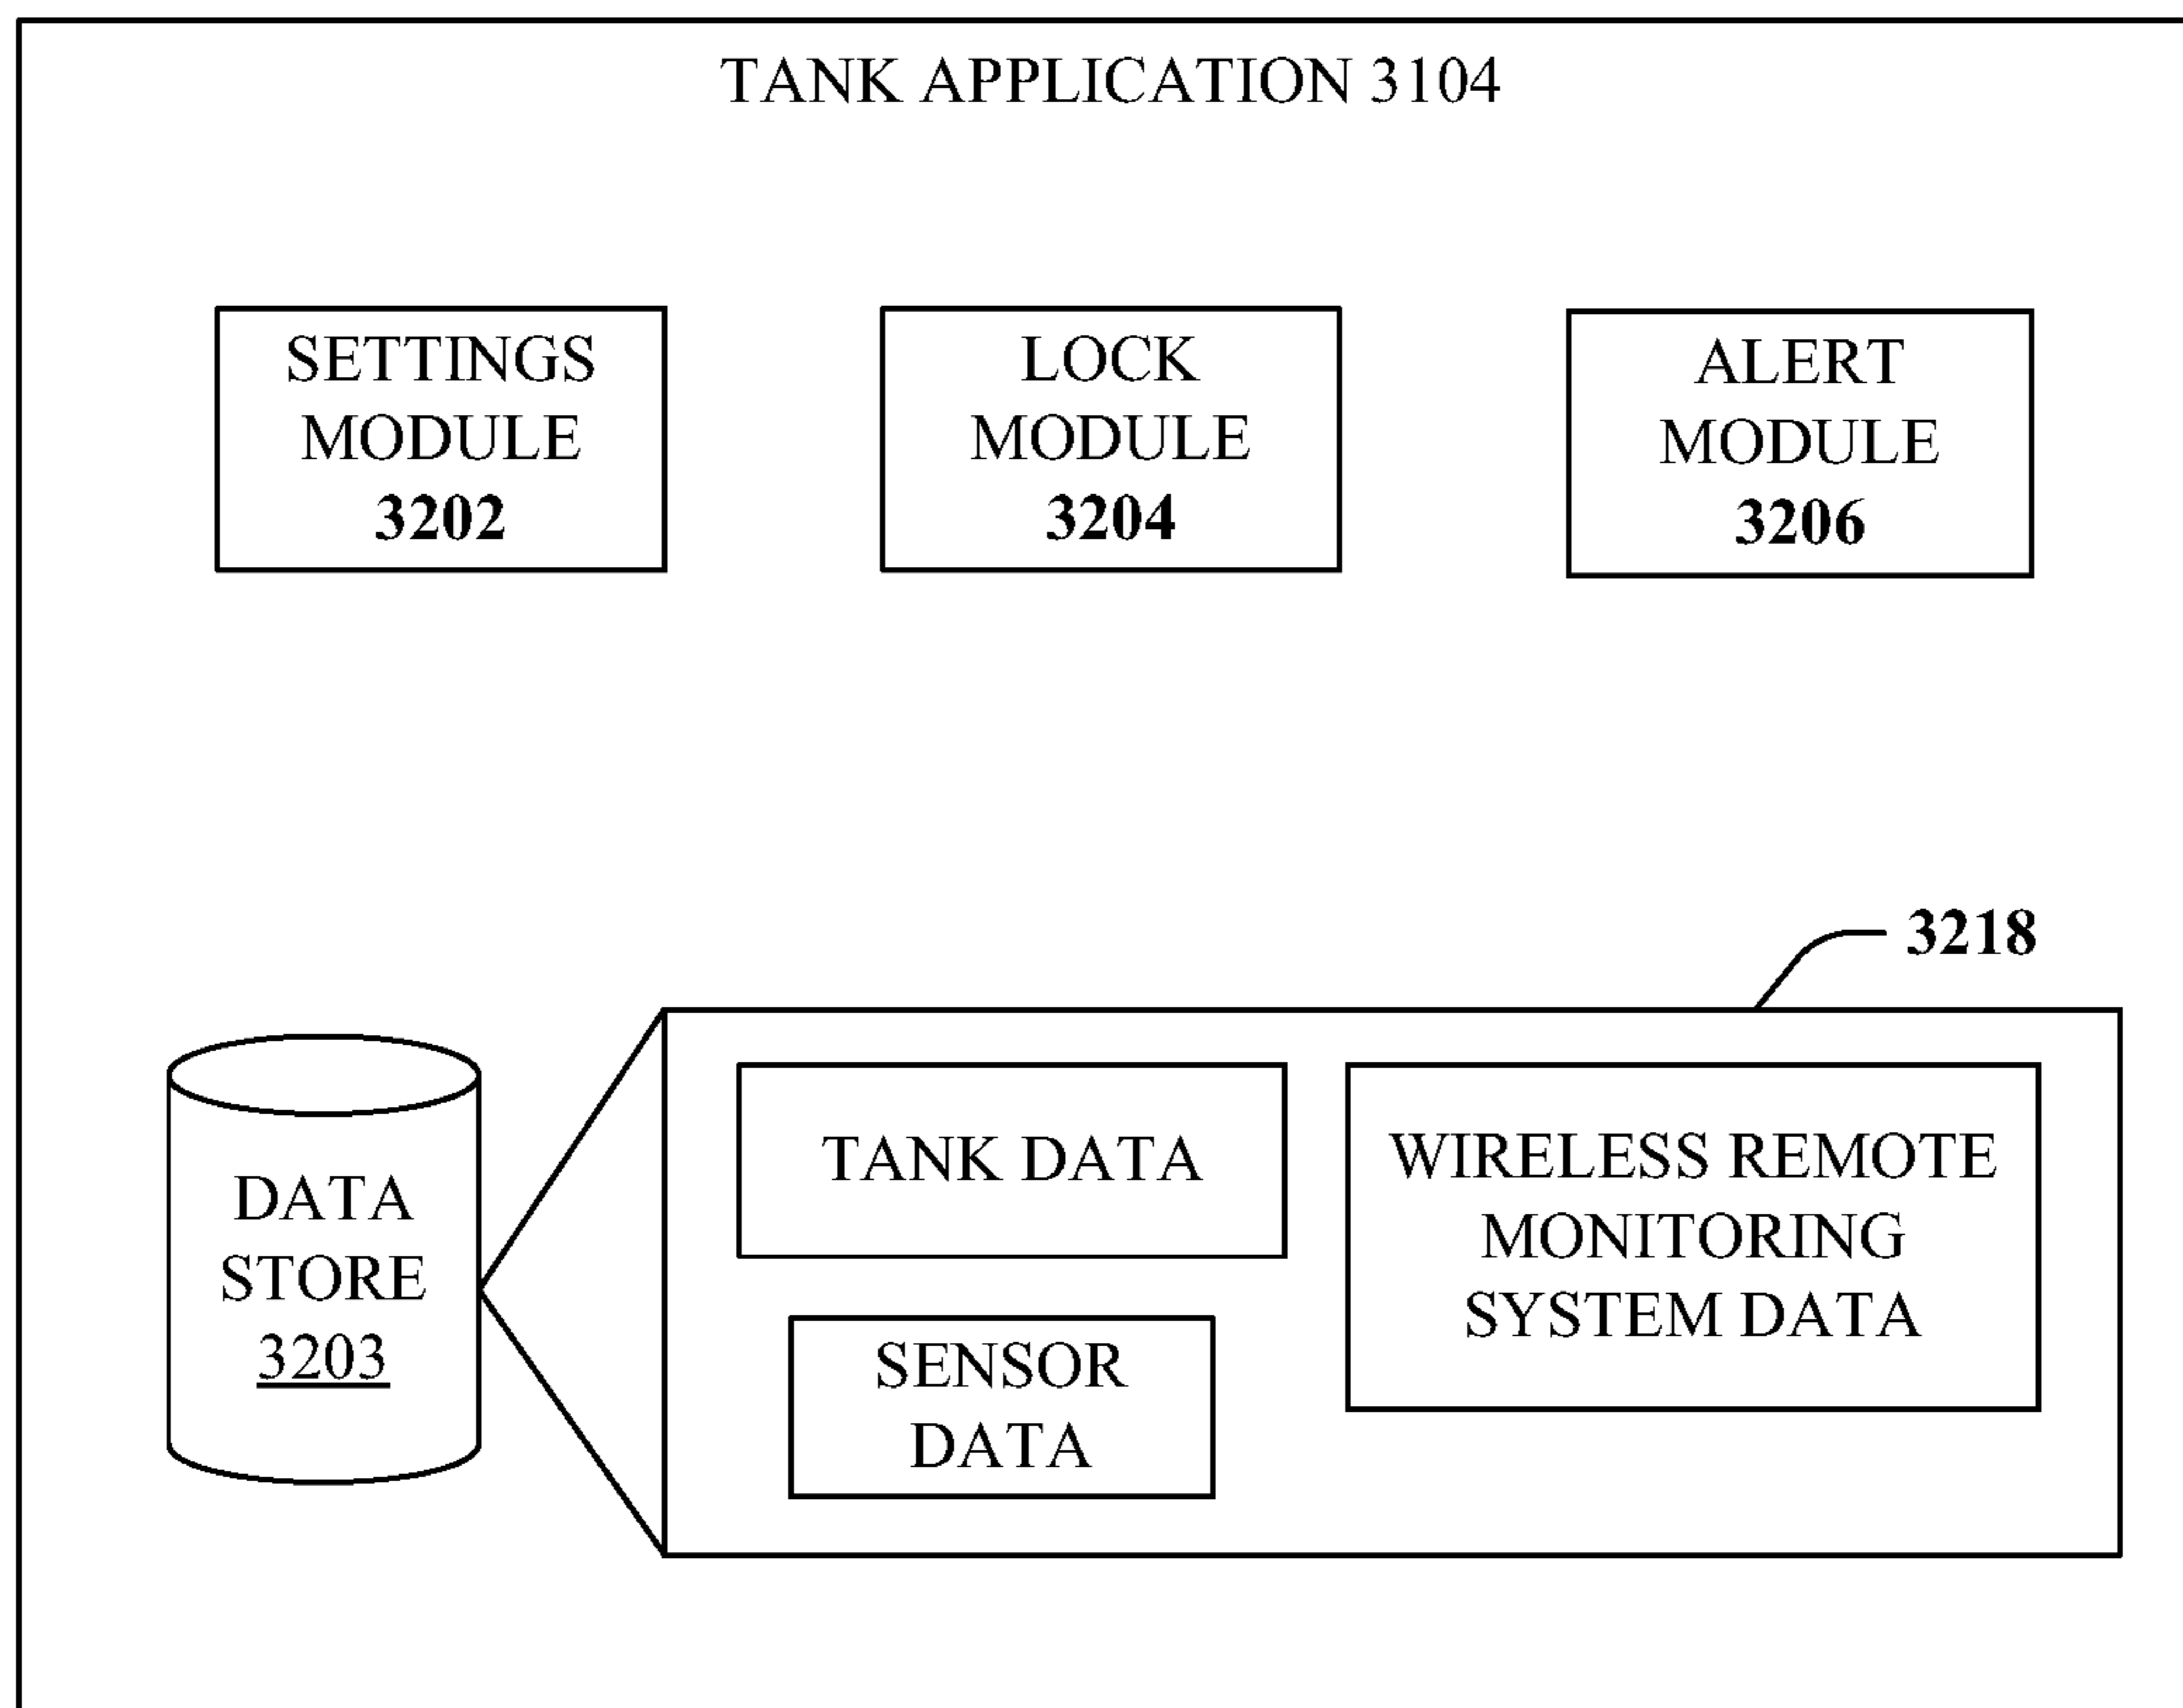 TANK APPLICATION 3104
SETTINGS
MODULE
3202
LOCK
MODULE
3204
ALERT
MODULE
3206
3218
DATA
STORE
3203
TANK DATA
SENSOR
DATA
WIRELESS REMOTE
MONITORING
SYSTEM DATA